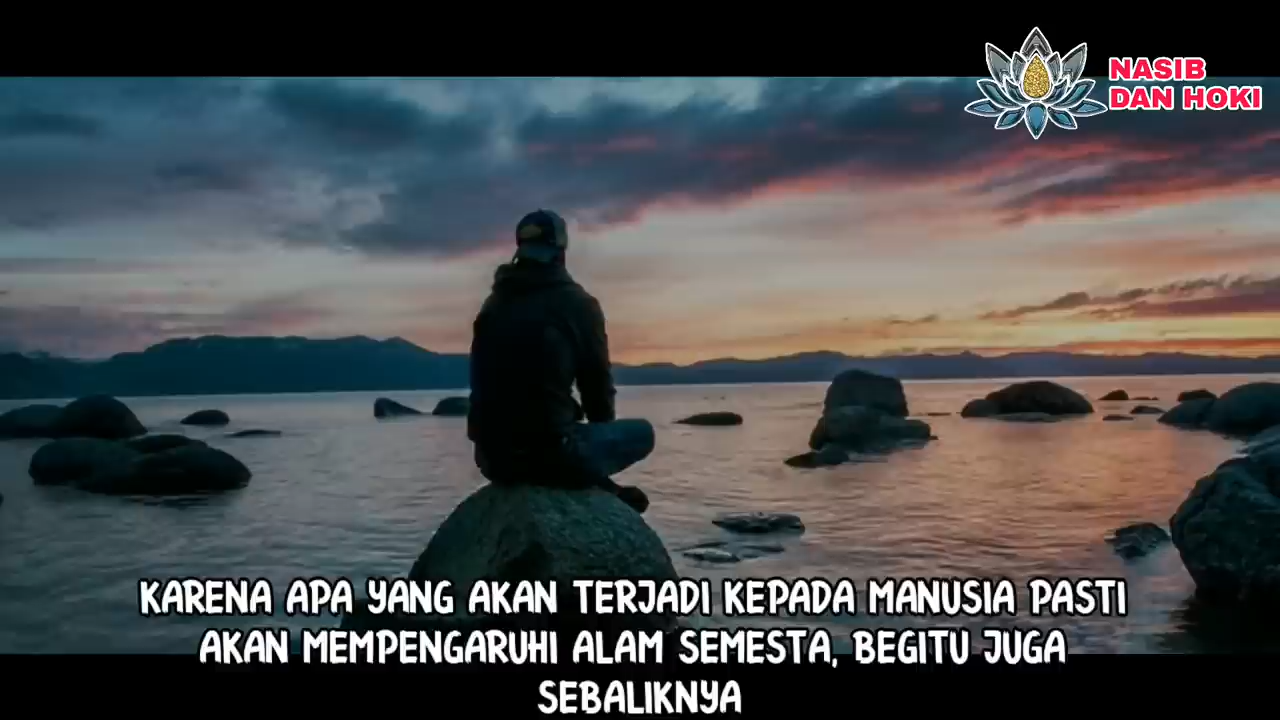 NASIB
DAN HOKI
KARENA APA YANG AKAN TERJADI KEPADA MANUSIA PASTI
AKAN MEMPENGARUHI ALAM SEMESTA, BEGITU JUGA
SEBALIKNYA